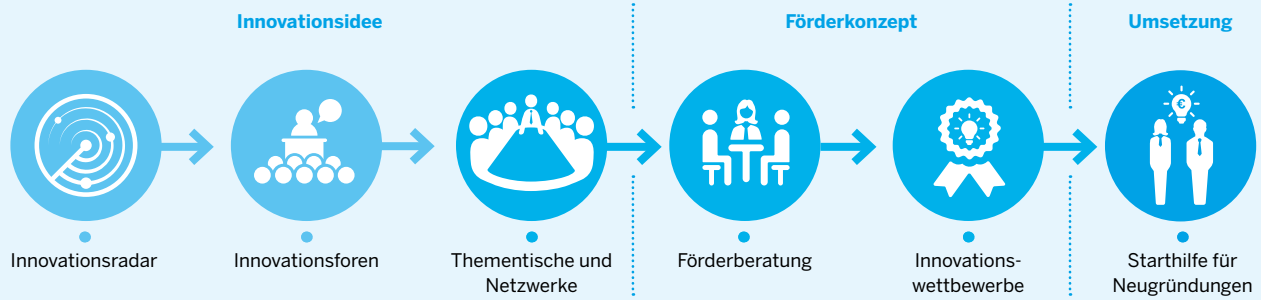 Innovationsidee
Förderkonzept
Umsetzung
€
Innovationsradar
Innovationsforen
Thementische und
Netzwerke
Förderberatung
Innovations-
wettbewerbe
Starthilfe für
Neugründungen